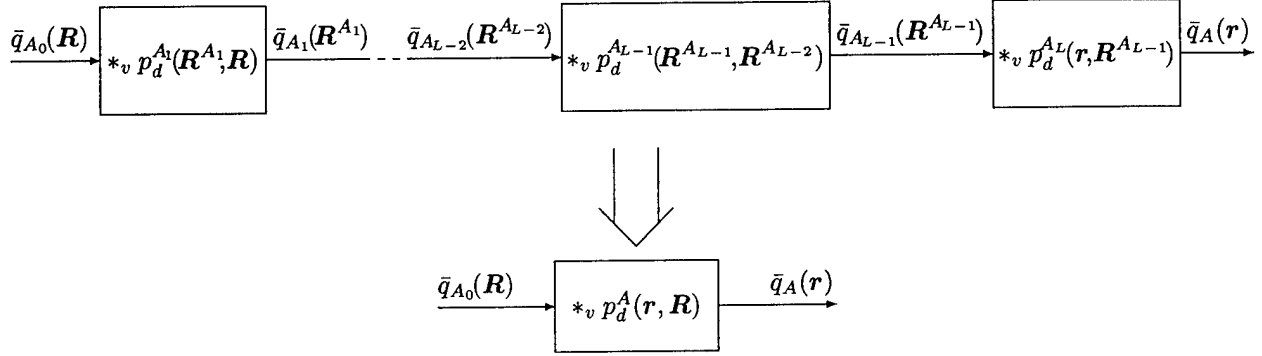 q̄_{A_0}(R) *_v p_d^{A_1}(R^{A_1},R) q̄_{A_1}(R^{A_1}) q̄_{A_{L-2}}(R^{A_{L-2}}) *_v p_d^{A_{L-1}}(R^{A_{L-1}},R^{A_{L-2}}) q̄_{A_{L-1}}(R^{A_{L-1}}) *_v p_d^{A_L}(r,R^{A_{L-1}}) q̄_A(r)
q̄_{A_0}(R) *_v p_d^A(r, R) q̄_A(r)